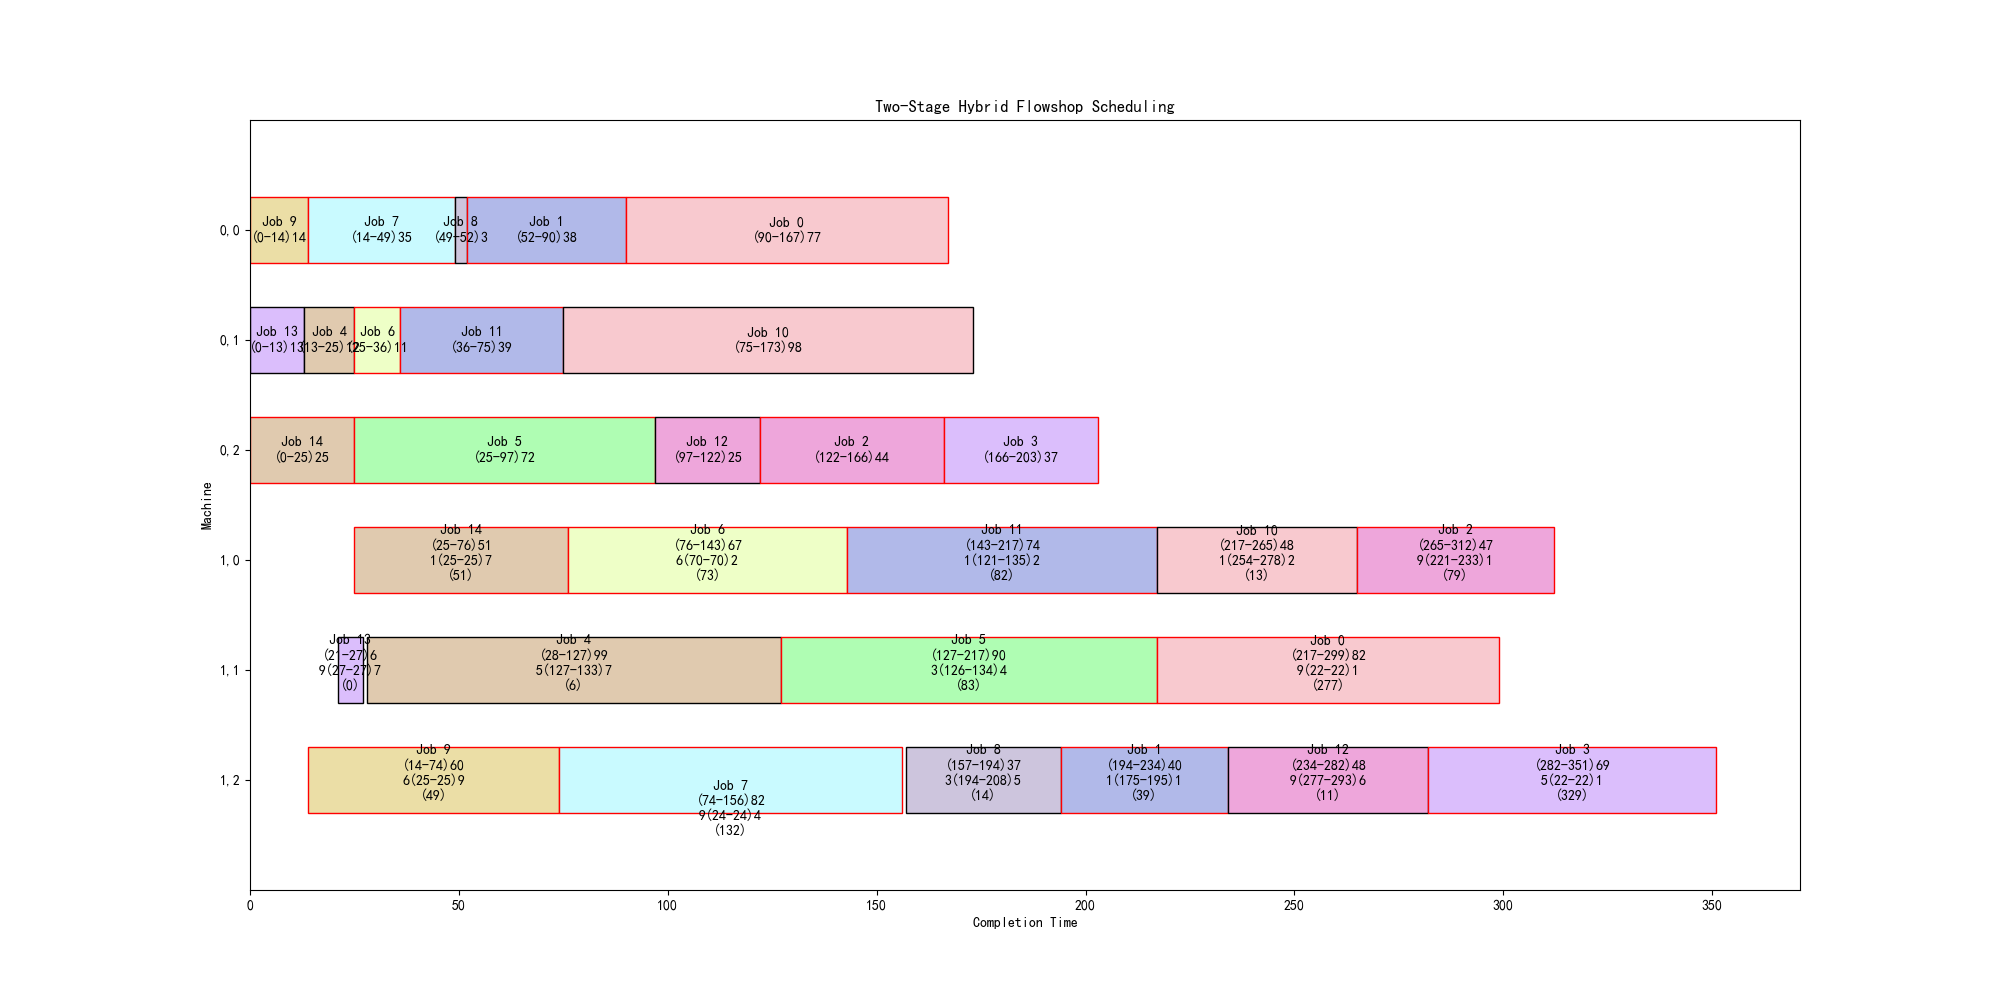 Two-Stage Hybrid Flowshop Scheduling
0,0
Job 9
(0-14)14
Job 7
(14-49)35
Job 8
(49-52)3
Job 1
(52-90)38
Job 0
(90-167)77
0,1
Job 13
(0-13)13
Job 4
(13-25)12
Job 6
(25-36)11
Job 11
(36-75)39
Job 10
(75-173)98
0,2
Job 14
(0-25)25
Job 5
(25-97)72
Job 12
(97-122)25
Job 2
(122-166)44
Job 3
(166-203)37
Machine
1,0
Job 14
(25-76)51
1(25-25)7
(51)
Job 6
(76-143)67
6(70-70)2
(73)
Job 11
(143-217)74
1(121-135)2
(82)
Job 10
(217-265)48
1(254-278)2
(13)
Job 2
(265-312)47
9(221-233)1
(79)
1,1
Job 13
(21-27)6
9(27-27)7
(0)
Job 4
(28-127)99
5(127-133)7
(6)
Job 5
(127-217)90
3(126-134)4
(83)
Job 0
(217-299)82
9(22-22)1
(277)
1,2
Job 9
(14-74)60
6(25-25)9
(49)
Job 7
(74-156)82
9(24-24)4
(132)
Job 8
(157-194)37
3(194-208)5
(14)
Job 1
(194-234)40
1(175-195)1
(39)
Job 12
(234-282)48
9(277-293)6
(11)
Job 3
(282-351)69
5(22-22)1
(329)
0
50
100
150
200
250
300
350
Completion Time